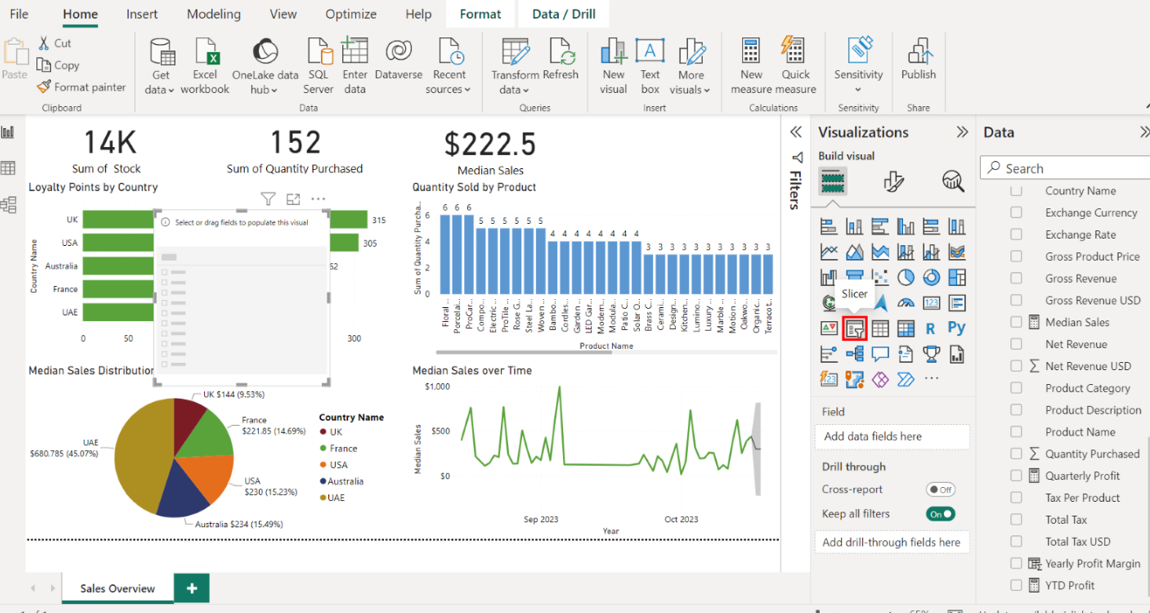 File Home Insert Modeling View Optimize Help Format Data / Drill
Paste
Cut
Copy
Format painter
Clipboard
Get data
Excel workbook
OneLake data hub
SQL Server
Enter data
Dataverse
Recent sources
Data
Transform data
Refresh
Queries
New visual
Text box
More visuals
Insert
New measure
Quick measure
Calculations
Sensitivity
Sensitivity
Publish
Share
14K
Sum of Stock
152
Sum of Quantity Purchased
$222.5
Median Sales
Loyalty Points by Country
Country Name
UK
USA
Australia
France
UAE
315
305
52
0 50 300
Select or drag fields to populate this visual
Quantity Sold by Product
Sum of Quantity Purcha...
6
4
2
0
6 6 6 5 5 5 5 5 5 4 4 4 4 4 4 4 4 3 3 3 3 3 3 3 3 3 3 3
Floral ...
Porcelai...
ProCar...
Compo...
Electric ...
ProTile...
Rose G...
Steel La...
Woven ...
Bambo...
Cordles...
Garden ...
LED Gar...
Modern...
Modula...
Patio C...
Solar O...
Brass C...
Cerami...
Design...
Kitchen...
Lumino...
Luxury...
Marble ...
Motion ...
Oakwo...
Organic...
Terracot...
Product Name
Median Sales Distribution
UK $144 (9.53%)
France
$221.85 (14.69%)
USA
$230 (15.23%)
Australia $234 (15.49%)
UAE
$680.785 (45.07%)
Country Name
UK
France
USA
Australia
UAE
Median Sales over Time
Median Sales
$1.000
$500
$0
Sep 2023 Oct 2023
Year
Sales Overview
Filters
Visualizations
Build visual
Slicer
R Py
Field
Add data fields here
Drill through
Cross-report Off
Keep all filters On
Add drill-through fields here
Data
Search
Country Name
Exchange Currency
Exchange Rate
Gross Product Price
Gross Revenue
Gross Revenue USD
Median Sales
Net Revenue
Net Revenue USD
Product Category
Product Description
Product Name
Quantity Purchased
Quarterly Profit
Tax Per Product
Total Tax
Total Tax USD
Yearly Profit Margin
YTD Profit